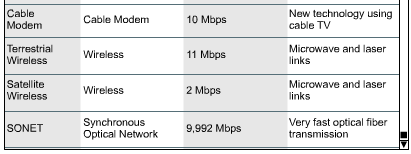 Cable Modem
Cable Modem
10 Mbps
New technology using
cable TV
Terrestrial
Wireless
Wireless
11 Mbps
Microwave and laser
links
Satellite
Wireless
Wireless
2 Mbps
Microwave and laser
links
SONET
Synchronous
Optical Network
9,992 Mbps
Very fast optical fiber
transmission